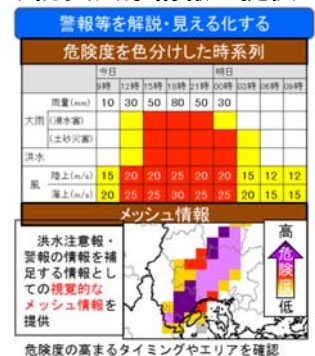 警報等を解説・見える化する
危険度を色分けした時系列
今日 明日
9時 12時 15時 18時 21時 00時 03時 06時 09時
大雨 雨量(mm) 10 30 50 80 50 30
(浸水害)
(土砂災害)
洪水
風 陸上(m/s) 15 20 20 25 20 20 15 12 12
海上(m/s) 20 25 25 30 25 25 20 15 15
メッシュ情報
洪水注意報・
警報の情報を補
足する情報とし
ての視覚的な
メッシュ情報を
提供
高
危険度
低
危険度の高まるタイミングやエリアを確認